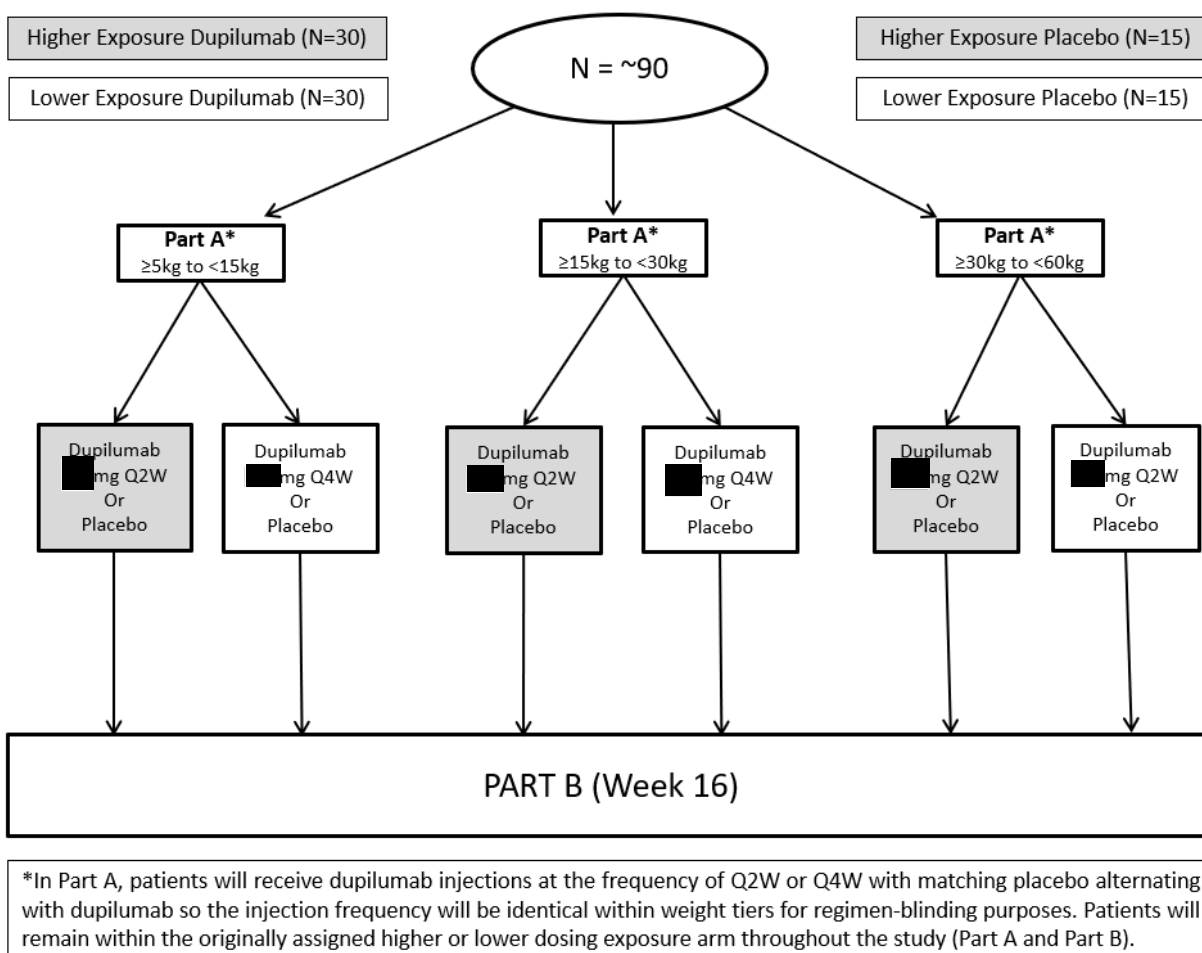 Higher Exposure Dupilumab (N=30)
Lower Exposure Dupilumab (N=30)
N = ~90
Higher Exposure Placebo (N=15)
Lower Exposure Placebo (N=15)
Part A*
≥5kg to <15kg
Part A*
≥15kg to <30kg
Part A*
≥30kg to <60kg
Dupilumab
mg Q2W
Or
Placebo
Dupilumab
mg Q4W
Or
Placebo
Dupilumab
mg Q2W
Or
Placebo
Dupilumab
mg Q4W
Or
Placebo
Dupilumab
mg Q2W
Or
Placebo
Dupilumab
mg Q2W
Or
Placebo
PART B (Week 16)
*In Part A, patients will receive dupilumab injections at the frequency of Q2W or Q4W with matching placebo alternating
with dupilumab so the injection frequency will be identical within weight tiers for regimen-blinding purposes. Patients will
remain within the originally assigned higher or lower dosing exposure arm throughout the study (Part A and Part B).